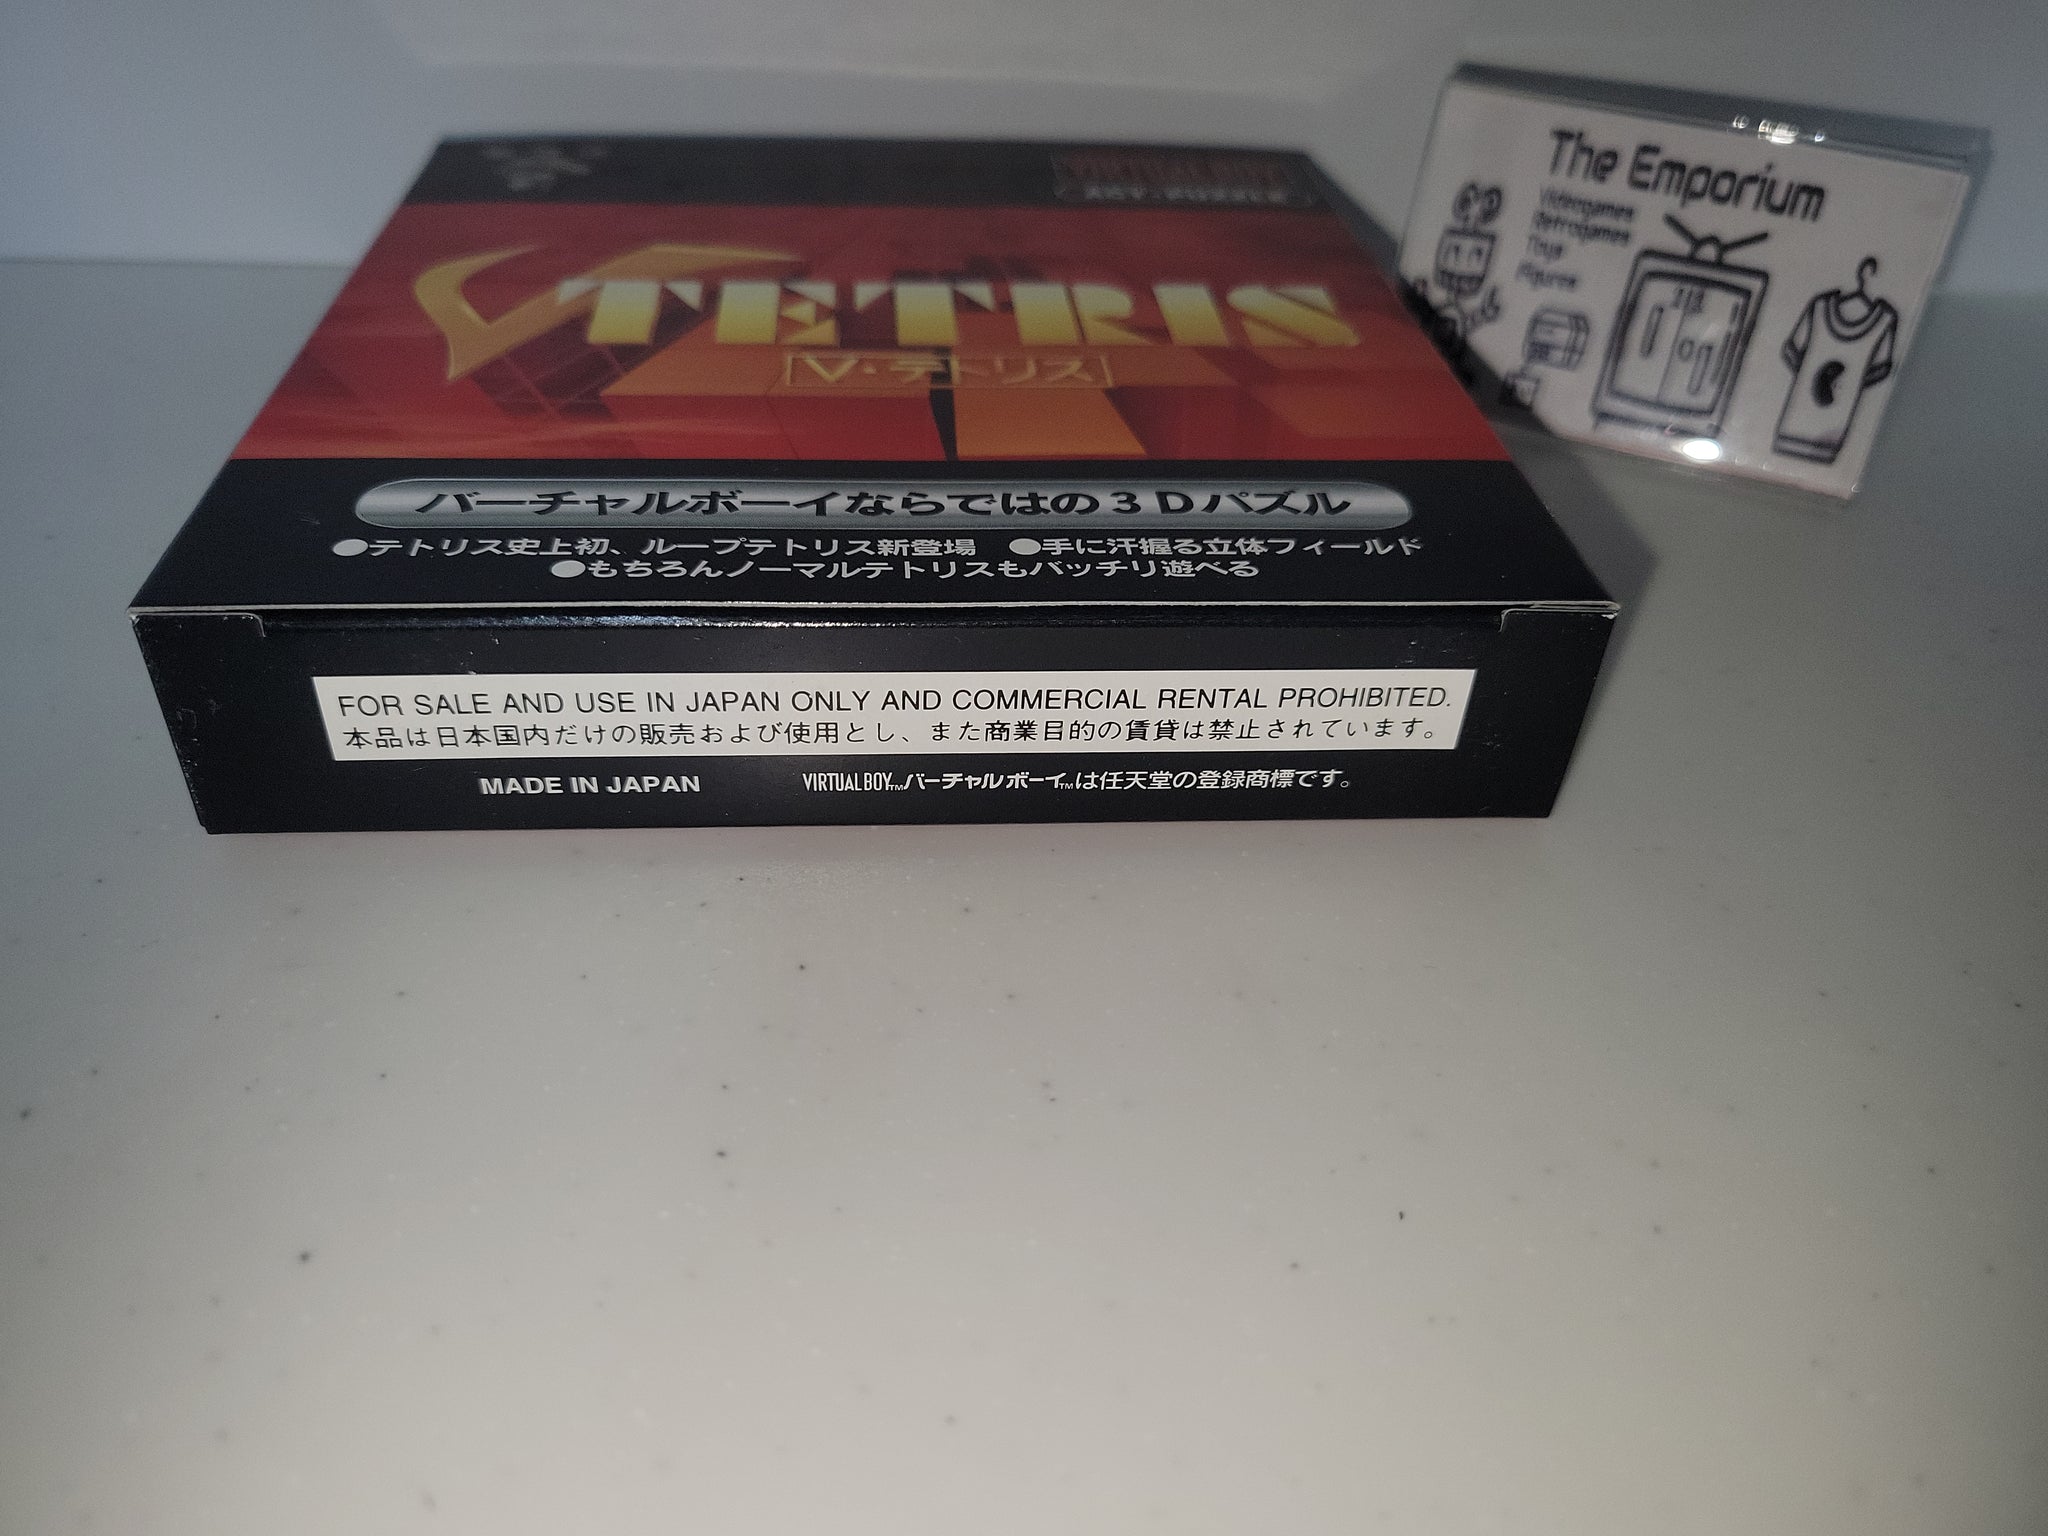 VIRTUAL BOY
ACT・PUZZLE
V TETRIS
V・テトリス
バーチャルボーイならではの3Dパズル
●テトリス史上初、ループテトリス新登場 ●手に汗握る立体フィールド
●もちろんノーマルテトリスもバッチリ遊べる
FOR SALE AND USE IN JAPAN ONLY AND COMMERCIAL RENTAL PROHIBITED.
本品は日本国内だけの販売および使用とし、また商業目的の賃貸は禁止されています。
MADE IN JAPAN
VIRTUAL BOY™バーチャルボーイ™は任天堂の登録商標です。
The Emporium
Videogames
Retrogames
Toys
Figures